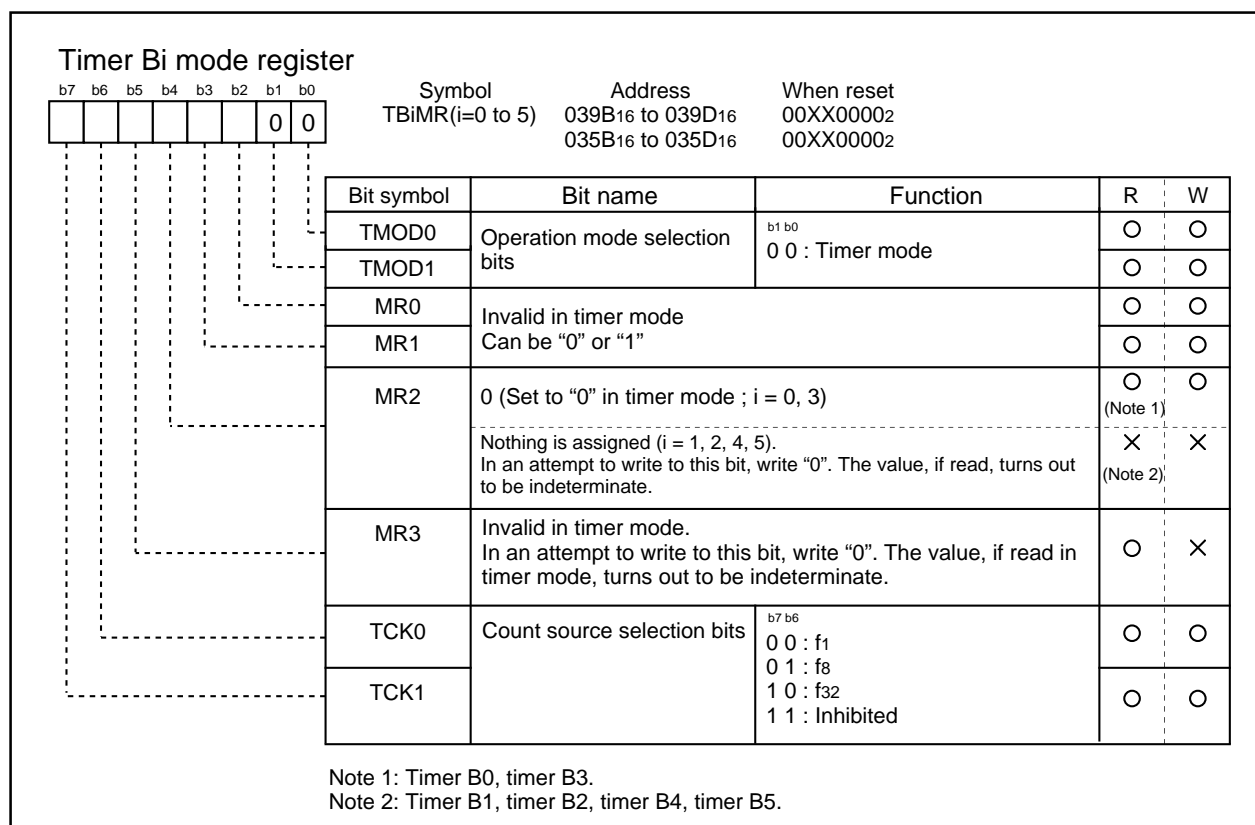 Timer Bi mode register
b7 b6 b5 b4 b3 b2 b1 b0
0 0
Symbol Address When reset
TBiMR(i=0 to 5) 039B16 to 039D16 00XX00002
035B16 to 035D16 00XX00002
Bit symbol Bit name Function R W
TMOD0
TMOD1
Operation mode selection
bits
b1 b0
0 0 : Timer mode
MR0
MR1
Invalid in timer mode
Can be “0” or “1”
MR2
0 (Set to “0” in timer mode ; i = 0, 3)
(Note 1)
Nothing is assigned (i = 1, 2, 4, 5).
In an attempt to write to this bit, write “0”. The value, if read, turns out
to be indeterminate.
(Note 2)
MR3
Invalid in timer mode.
In an attempt to write to this bit, write “0”. The value, if read in
timer mode, turns out to be indeterminate.
TCK0
TCK1
Count source selection bits
b7 b6
0 0 : f1
0 1 : f8
1 0 : f32
1 1 : Inhibited
Note 1: Timer B0, timer B3.
Note 2: Timer B1, timer B2, timer B4, timer B5.